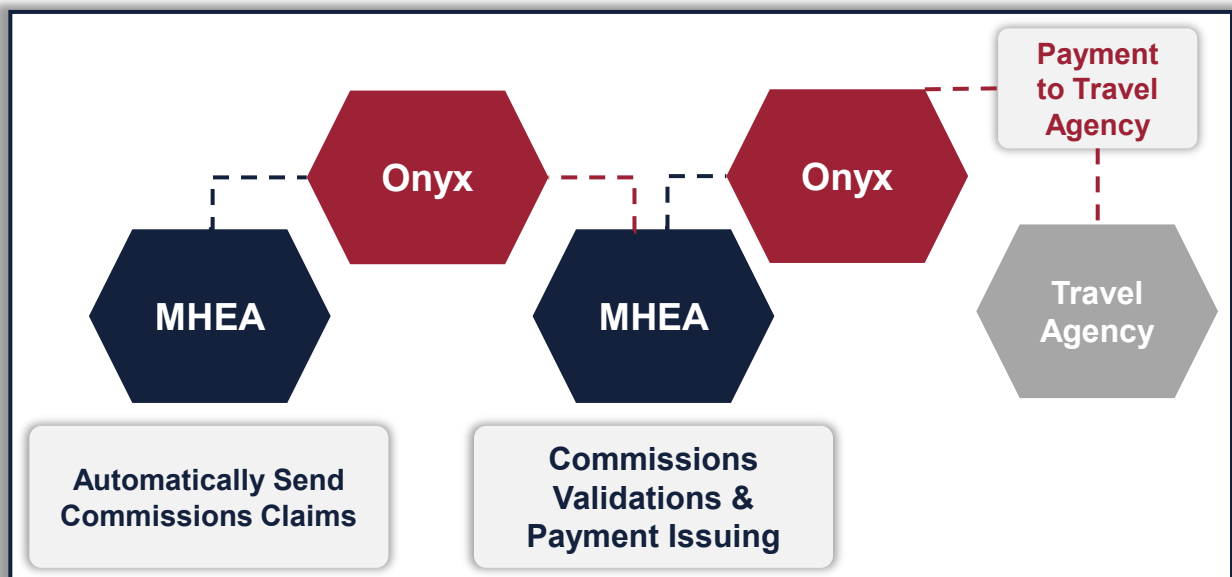 Payment
to Travel
Agency
Onyx
Onyx
MHEA
MHEA
Travel
Agency
Automatically Send
Commissions Claims
Commissions
Validations &
Payment Issuing